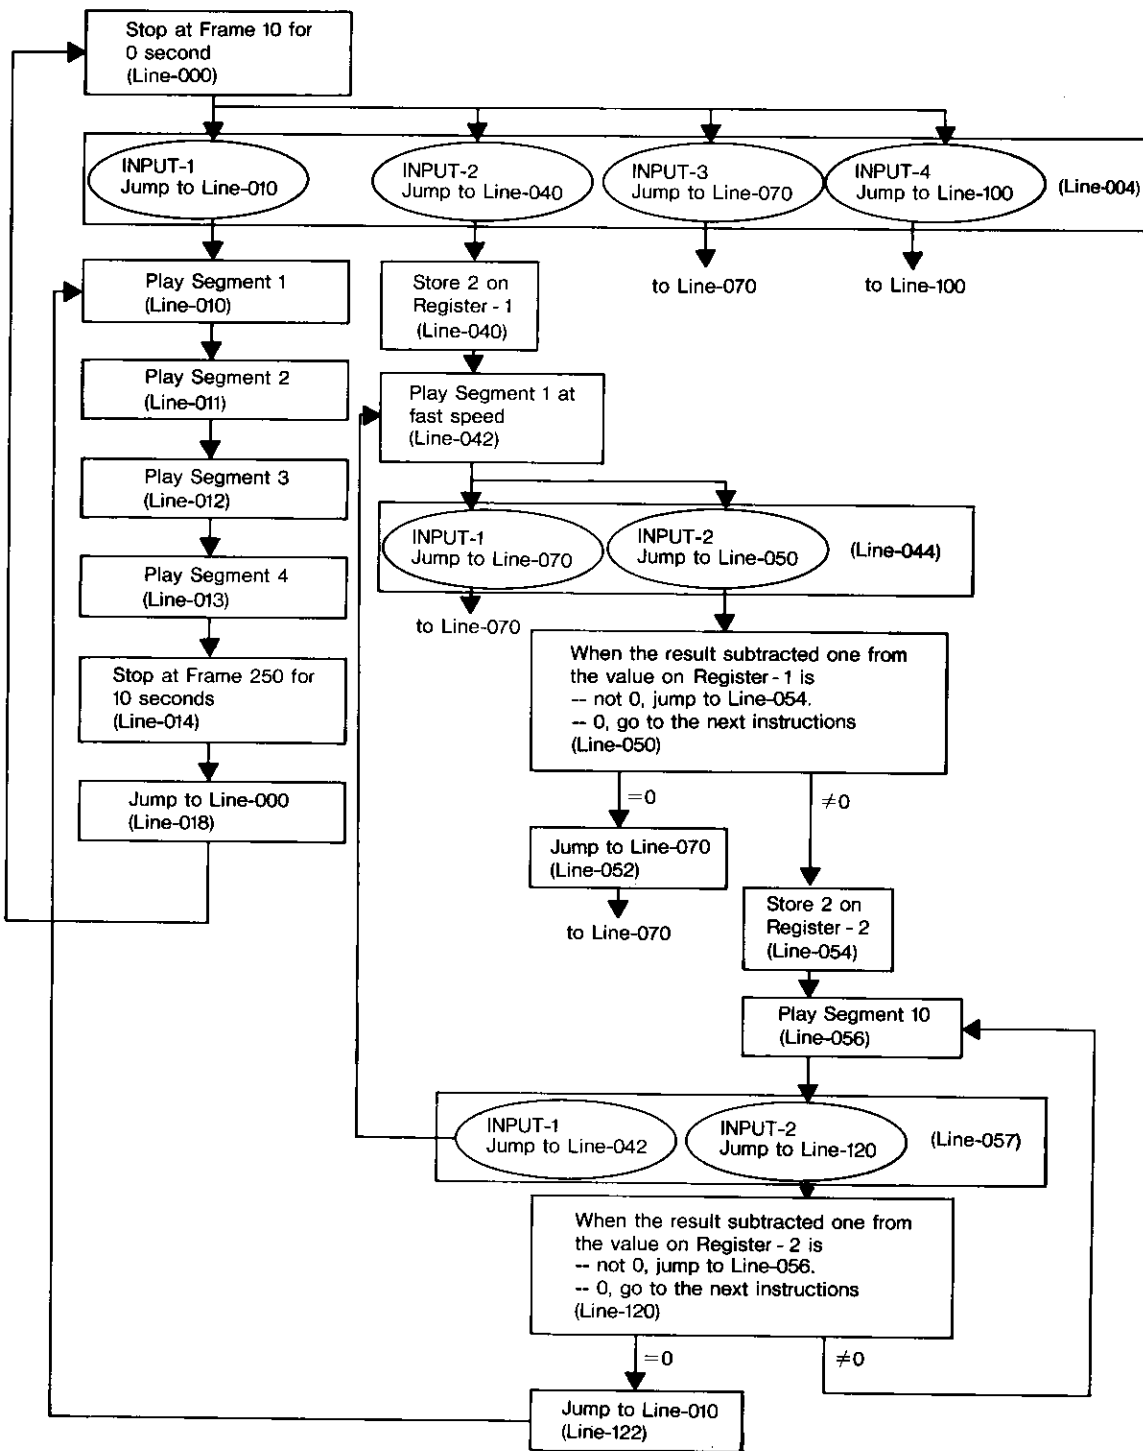 Stop at Frame 10 for
0 second
(Line-000)
INPUT-1
Jump to Line-010
INPUT-2
Jump to Line-040
INPUT-3
Jump to Line-070
INPUT-4
Jump to Line-100
(Line-004)
Play Segment 1
(Line-010)
Store 2 on
Register-1
(Line-040)
to Line-070
to Line-100
Play Segment 2
(Line-011)
Play Segment 1 at
fast speed
(Line-042)
Play Segment 3
(Line-012)
INPUT-1
Jump to Line-070
INPUT-2
Jump to Line-050
(Line-044)
Play Segment 4
(Line-013)
to Line-070
Stop at Frame 250 for
10 seconds
(Line-014)
When the result subtracted one from
the value on Register-1 is
-- not 0, jump to Line-054.
-- 0, go to the next instructions
(Line-050)
Jump to Line-000
(Line-018)
=0
≠0
Jump to Line-070
(Line-052)
to Line-070
Store 2 on
Register-2
(Line-054)
Play Segment 10
(Line-056)
INPUT-1
Jump to Line-042
INPUT-2
Jump to Line-120
(Line-057)
When the result subtracted one from
the value on Register-2 is
-- not 0, jump to Line-056.
-- 0, go to the next instructions
(Line-120)
=0
≠0
Jump to Line-010
(Line-122)